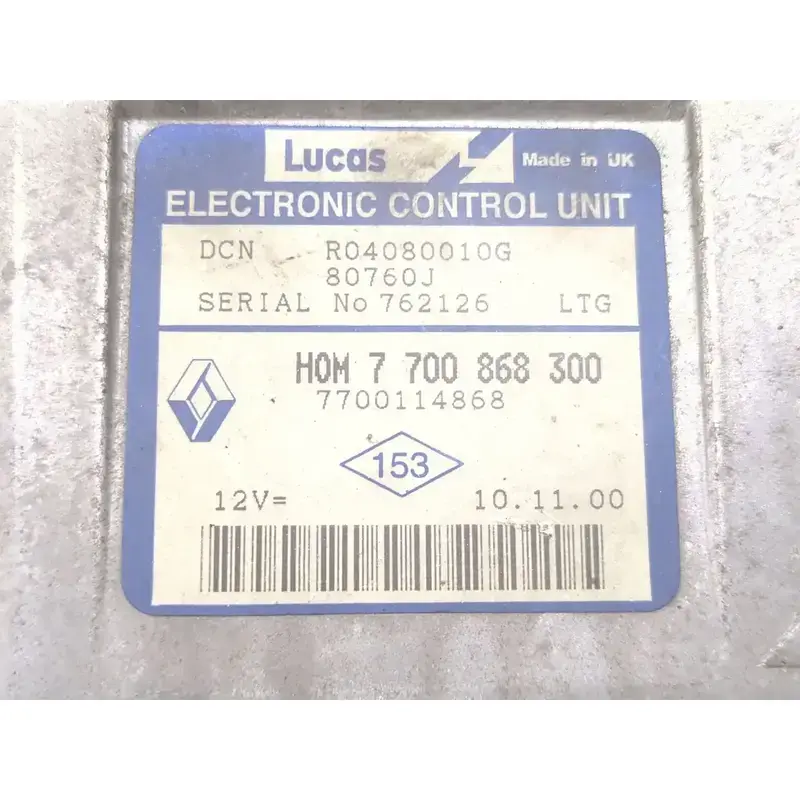 Lucas Made in UK
ELECTRONIC CONTROL UNIT
DCN R04080010G
80760J
SERIAL No 762126 LTG
HOM 7 700 868 300
7700114868
153
12V= 10.11.00